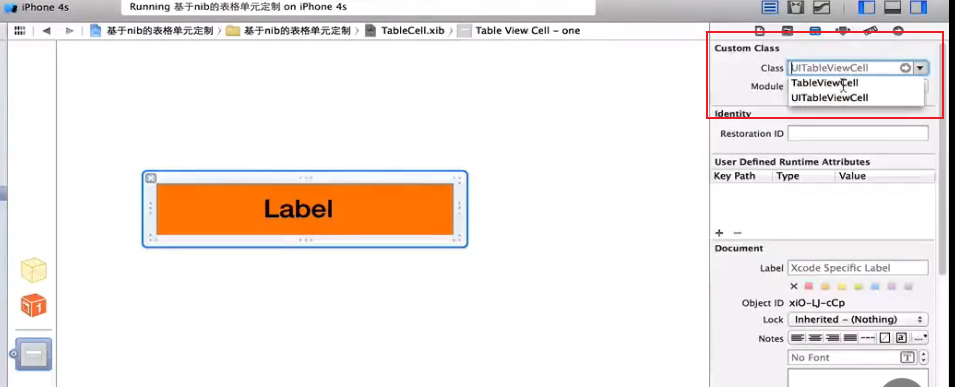 iPhone 4s
Running 基于nib的表格单元定制 on iPhone 4s
基于nib的表格单元定制 基于nib的表格单元定制 TableCell.xib Table View Cell - one
Custom Class
Class UITableViewCell
TableViewCell
Module
UITableViewCell
Identity
Restoration ID
User Defined Runtime Attributes
Key Path Type Value
Label
+ −
Document
Label Xcode Specific Label
Object ID xiO-LJ-cCp
Lock Inherited - (Nothing)
Notes
No Font